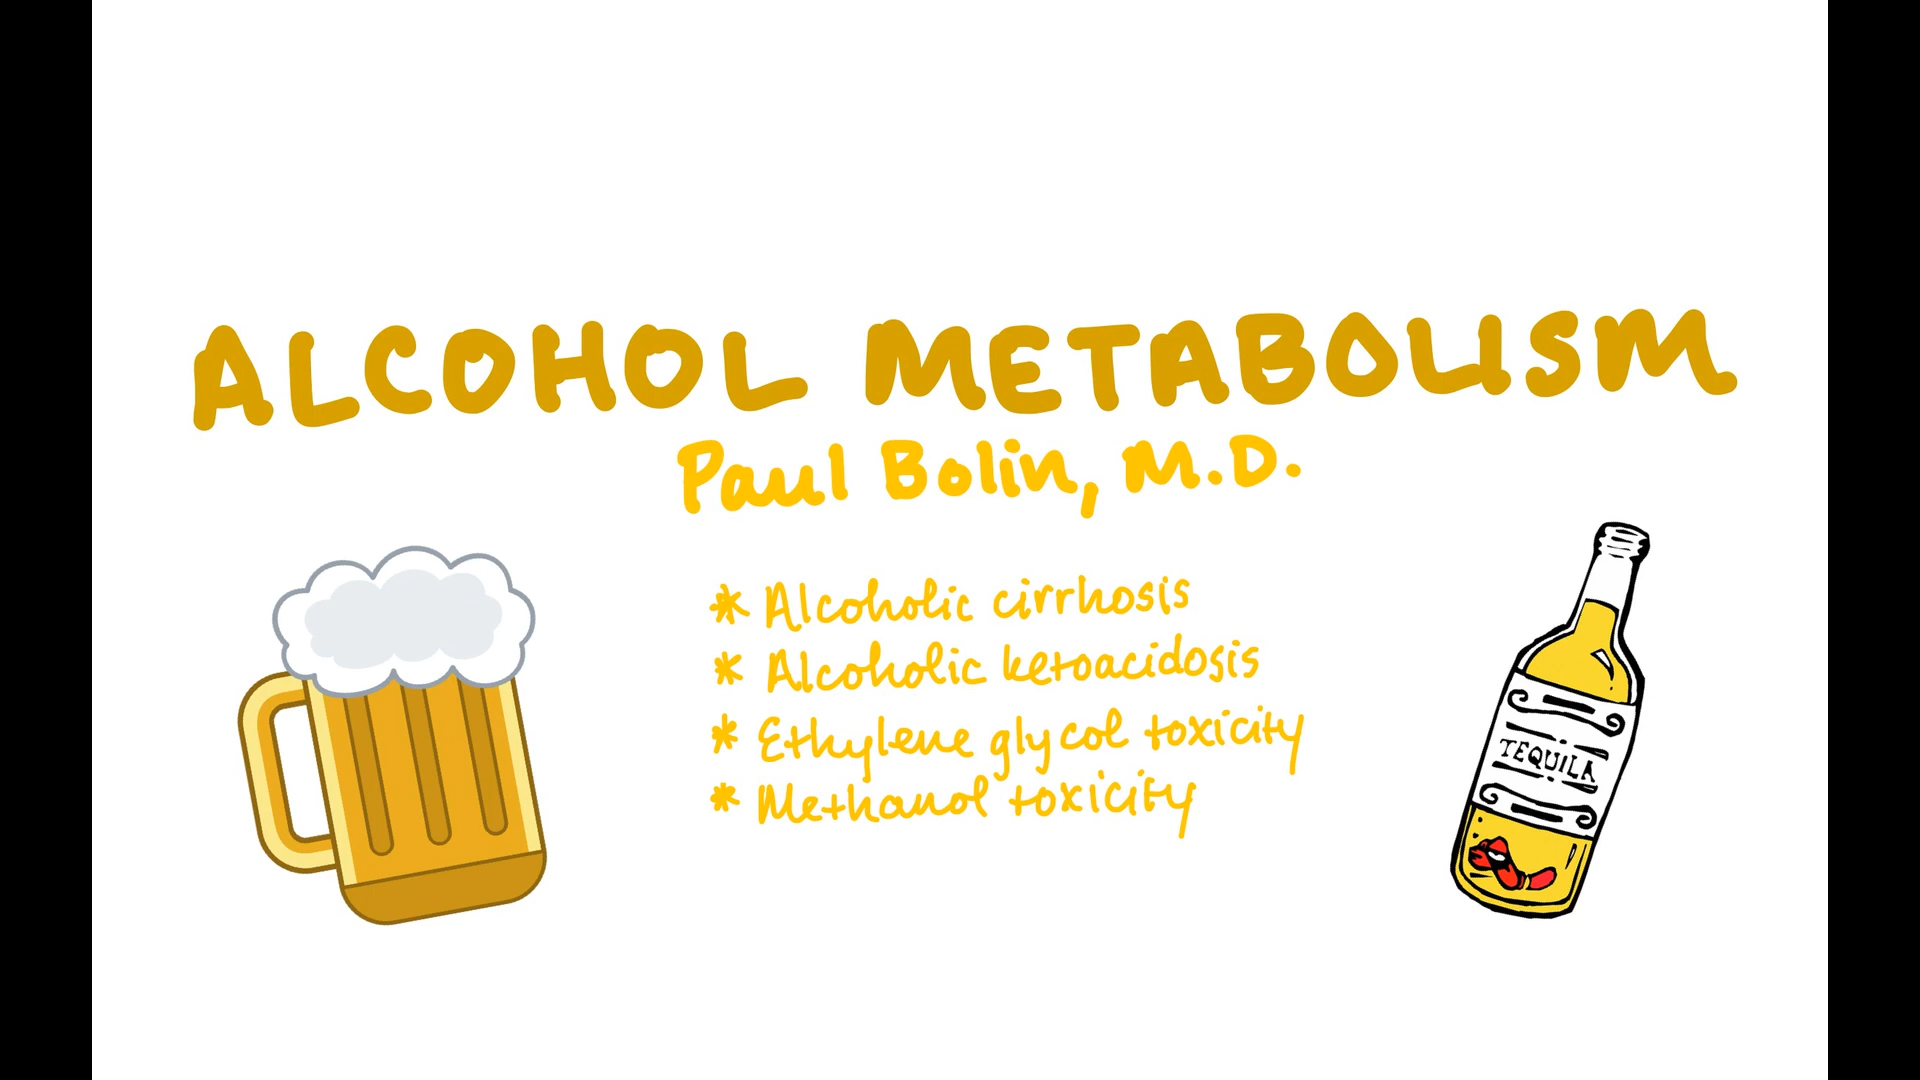 ALCOHOL METABOLISM
Paul Bolin, M.D.
* Alcoholic cirrhosis
* Alcoholic ketoacidosis
* Ethylene glycol toxicity
* Methanol toxicity
TEQUILA